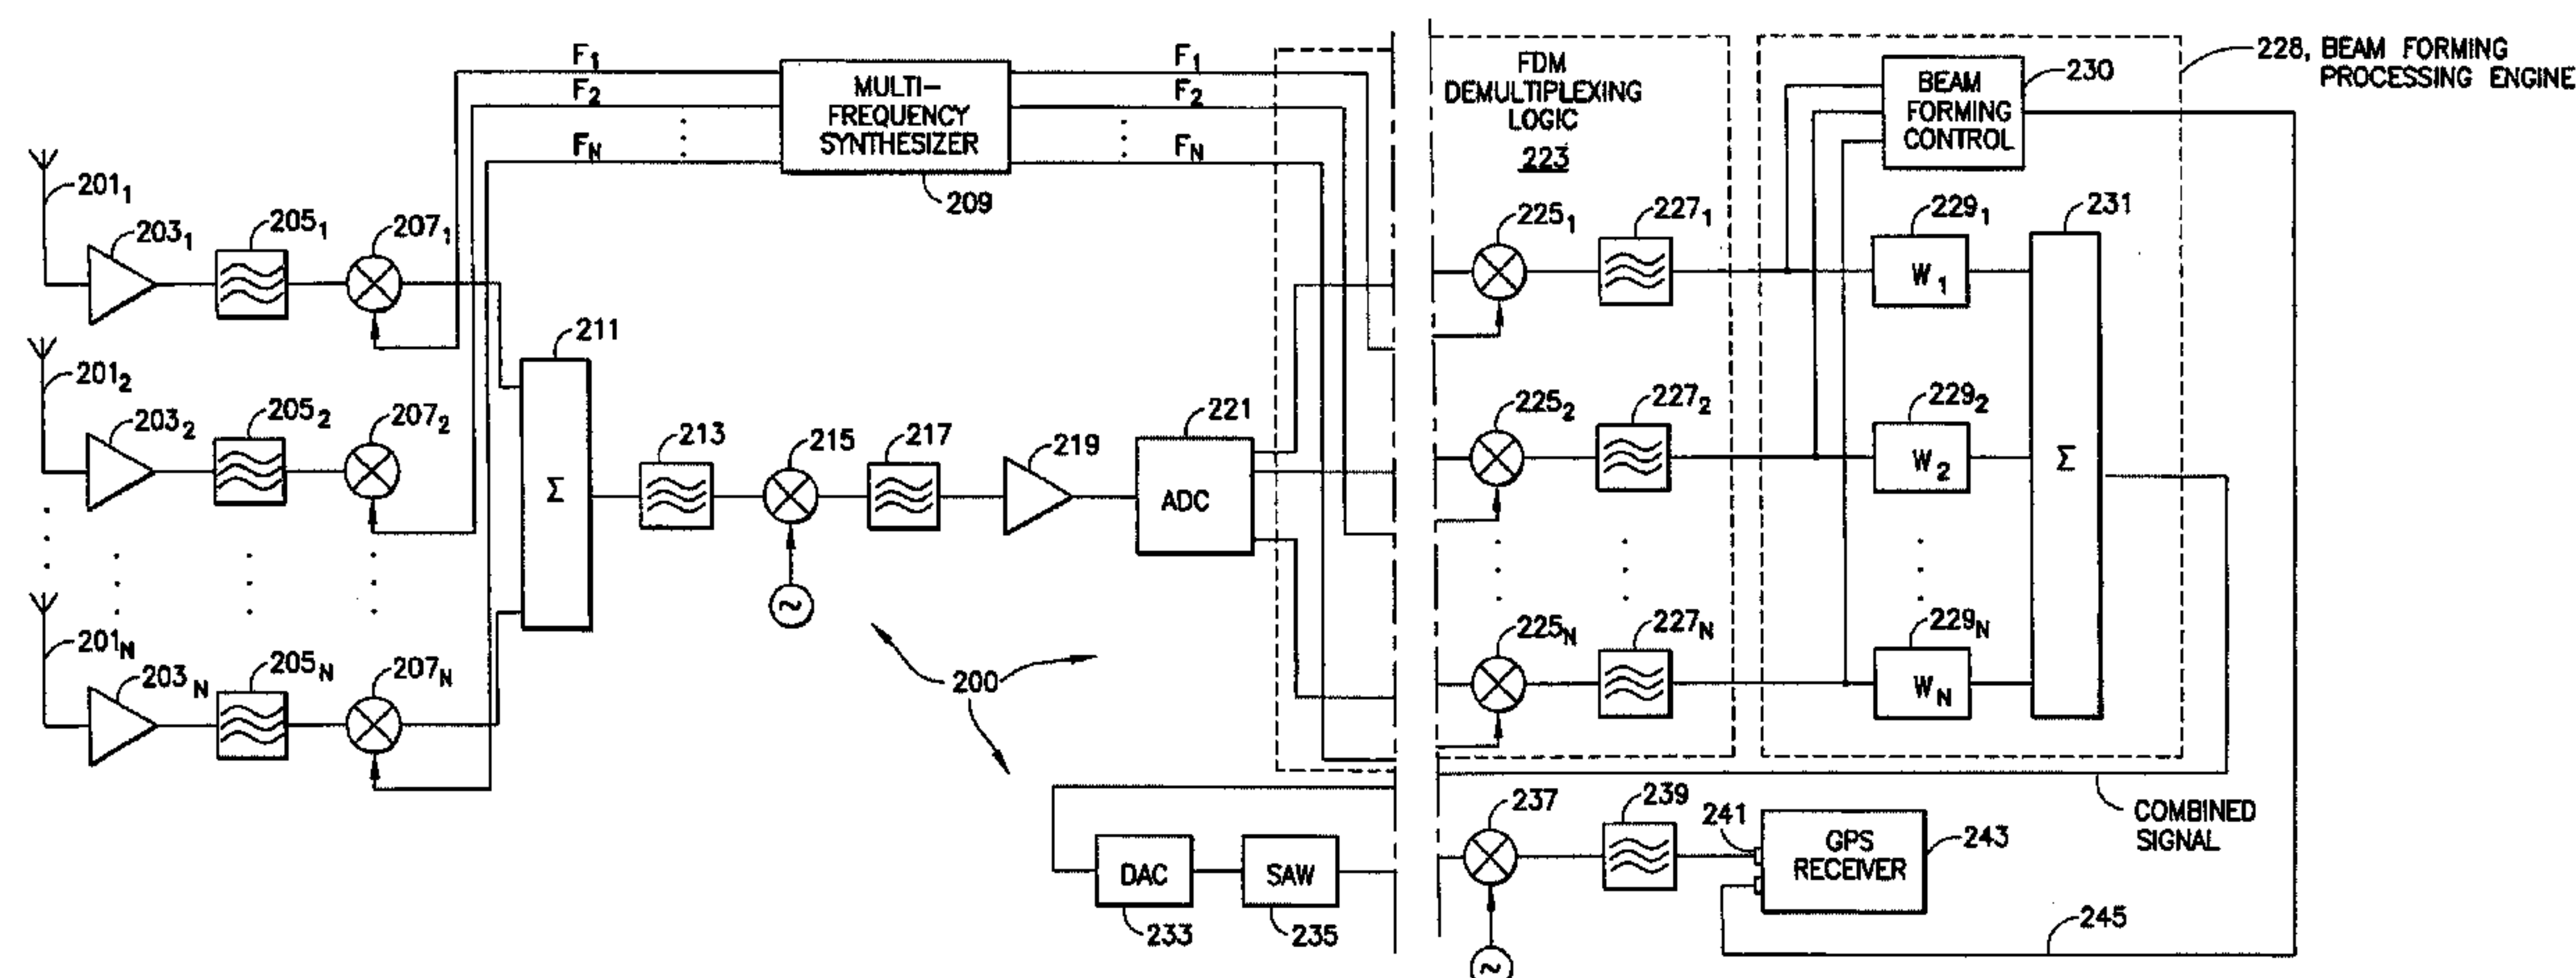 F1
F2
FN
MULTI-
FREQUENCY
SYNTHESIZER
209
F1
F2
FN
FDM
DEMULTIPLEXING
LOGIC
223
BEAM
FORMING
CONTROL
230
228, BEAM FORMING
PROCESSING ENGINE
201₁
203₁
205₁
207₁
225₁
227₁
229₁
W₁
231
201₂
203₂
205₂
207₂
211
Σ
213
215
217
219
221
ADC
225₂
227₂
229₂
W₂
Σ
201N
203N
205N
207N
200
225N
227N
229N
WN
DAC
233
SAW
235
237
239
241
GPS
RECEIVER
243
COMBINED
SIGNAL
245